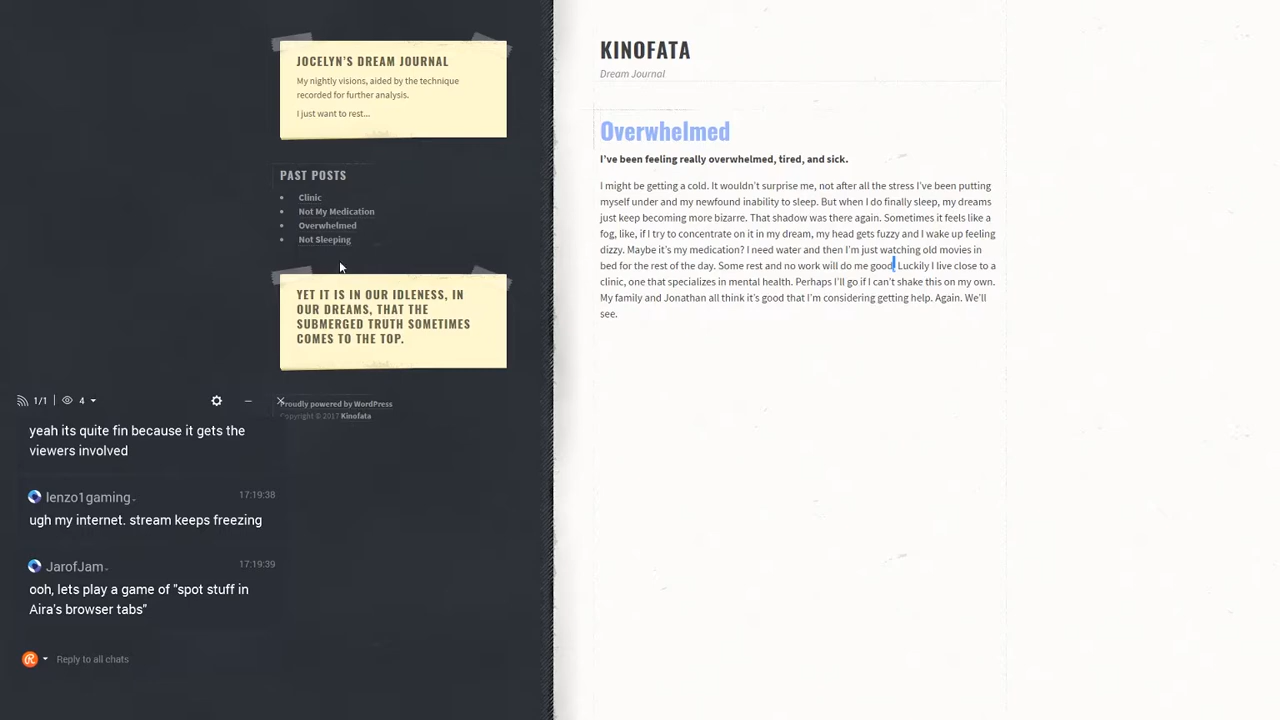 JOCELYN'S DREAM JOURNAL
My nightly visions, aided by the technique
recorded for further analysis.
I just want to rest...
PAST POSTS
Clinic
Not My Medication
Overwhelmed
Not Sleeping
YET IT IS IN OUR IDLENESS, IN
OUR DREAMS, THAT THE
SUBMERGED TRUTH SOMETIMES
COMES TO THE TOP.
Proudly powered by WordPress
Copyright © 2017 Kinofata
1/1 | 4
yeah its quite fin because it gets the
viewers involved
lenzo1gaming 17:19:38
ugh my internet. stream keeps freezing
JarofJam 17:19:39
ooh, lets play a game of "spot stuff in
Aira's browser tabs"
Reply to all chats
KINOFATA
Dream Journal
Overwhelmed
I've been feeling really overwhelmed, tired, and sick.
I might be getting a cold. It wouldn't surprise me, not after all the stress I've been putting
myself under and my newfound inability to sleep. But when I do finally sleep, my dreams
just keep becoming more bizarre. That shadow was there again. Sometimes it feels like a
fog, like, if I try to concentrate on it in my dream, my head gets fuzzy and I wake up feeling
dizzy. Maybe it's my medication? I need water and then I'm just watching old movies in
bed for the rest of the day. Some rest and no work will do me good. Luckily I live close to a
clinic, one that specializes in mental health. Perhaps I'll go if I can't shake this on my own.
My family and Jonathan all think it's good that I'm considering getting help. Again. We'll
see.